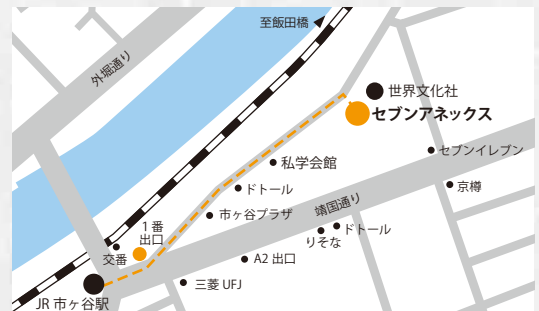 至飯田橋
外堀通り
世界文化社
セブンアネックス
セブンイレブン
私学会館
京樽
ドトール
靖国通り
市ヶ谷プラザ
ドトール
りそな
1番
出口
交番
A2 出口
三菱 UFJ
JR 市ヶ谷駅